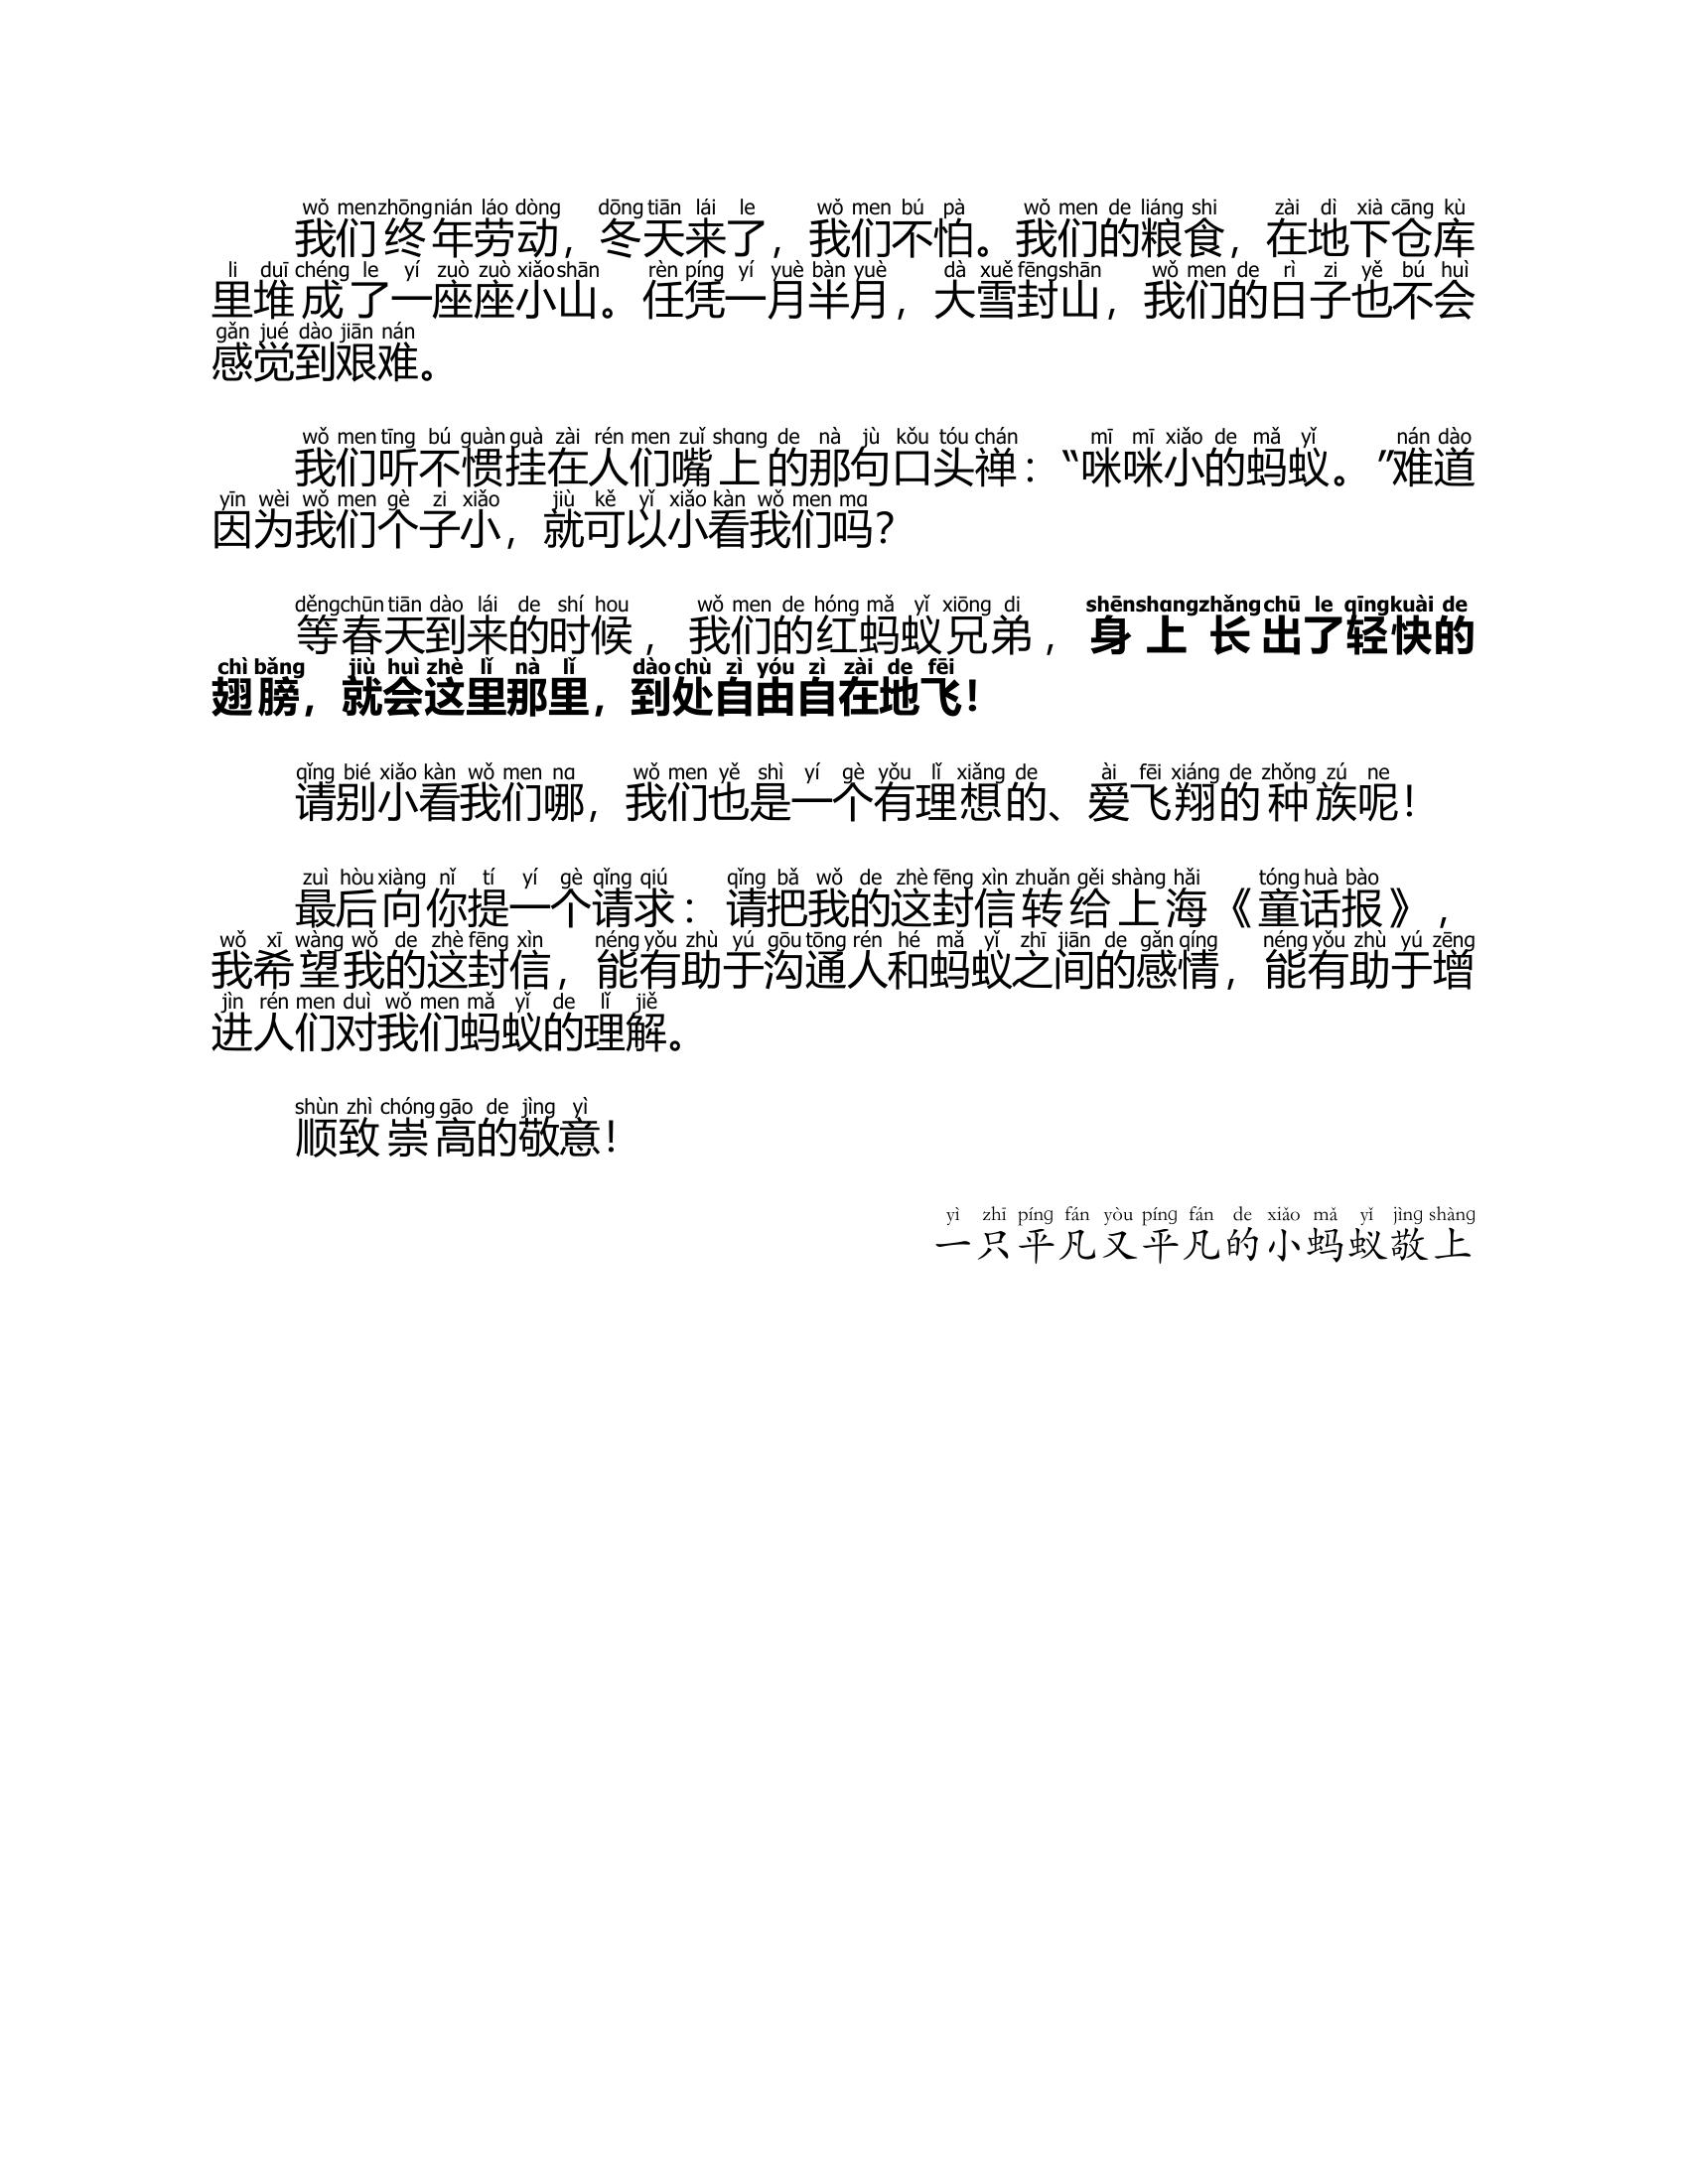 wǒ men zhōng nián láo dòng dōng tiān lái le wǒ men bú pà wǒ men de liáng shi zài dì xià cāng kù
我们终年劳动，冬天来了，我们不怕。我们的粮食，在地下仓库
li duī chéng le yí zuò zuò xiǎo shān rèn píng yí yuè bàn yuè dà xuě fēng shān wǒ men de rì zi yě bú huì
里堆成了一座座小山。任凭一月半月，大雪封山，我们的日子也不会
gǎn jué dào jiān nán
感觉到艰难。
wǒ men tīng bú guàn guà zài rén men zuǐ shɑng de nà jù kǒu tóu chán mī mī xiǎo de mǎ yǐ nán dào
我们听不惯挂在人们嘴上的那句口头禅：“咪咪小的蚂蚁。”难道
yīn wèi wǒ men gè zi xiǎo jiù kě yǐ xiǎo kàn wǒ men mɑ
因为我们个子小，就可以小看我们吗？
děng chūn tiān dào lái de shí hou wǒ men de hóng mǎ yǐ xiōng di shēn shɑng zhǎng chū le qīng kuài de
等春天到来的时候，我们的红蚂蚁兄弟，身上长出了轻快的
chì bǎng jiù huì zhè lǐ nà lǐ dào chù zì yóu zì zài de fēi
翅膀，就会这里那里，到处自由自在地飞！
qǐng bié xiǎo kàn wǒ men nɑ wǒ men yě shì yí gè yǒu lǐ xiǎng de ài fēi xiáng de zhǒng zú ne
请别小看我们哪，我们也是一个有理想的、爱飞翔的种族呢！
zuì hòu xiàng nǐ tí yí gè qǐng qiú qǐng bǎ wǒ de zhè fēng xìn zhuǎn gěi shàng hǎi tóng huà bào
最后向你提一个请求：请把我的这封信转给上海《童话报》，
wǒ xī wàng wǒ de zhè fēng xìn néng yǒu zhù yú gōu tōng rén hé mǎ yǐ zhī jiān de gǎn qíng néng yǒu zhù yú zēng
我希望我的这封信，能有助于沟通人和蚂蚁之间的感情，能有助于增
jìn rén men duì wǒ men mǎ yǐ de lǐ jiě
进人们对我们蚂蚁的理解。
shùn zhì chóng gāo de jìng yì
顺致崇高的敬意！
yì zhī píng fán yòu píng fán de xiǎo mǎ yǐ jìng shàng
一只平凡又平凡的小蚂蚁敬上